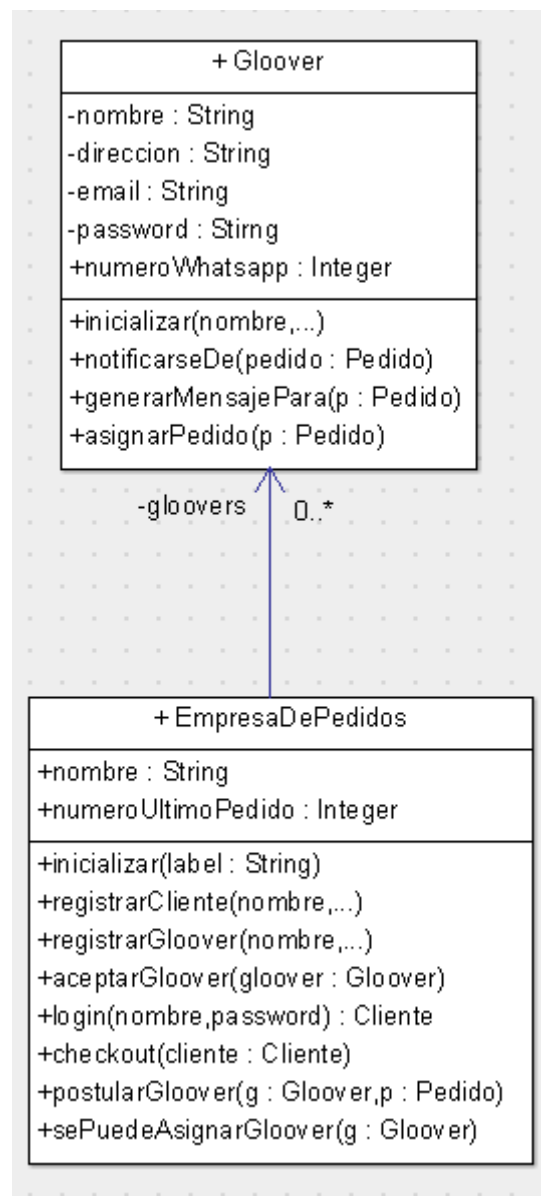 + Gloover
-nombre : String
-direccion : String
-email : String
-password : Stirng
+numeroWhatsapp : Integer
+inicializar(nombre,...)
+notificarseDe(pedido : Pedido)
+generarMensajePara(p : Pedido)
+asignarPedido(p : Pedido)
-gloovers 0..*
+ EmpresaDePedidos
+nombre : String
+numeroUltimoPedido : Integer
+inicializar(label : String)
+registrarCliente(nombre,...)
+registrarGloover(nombre,...)
+aceptarGloover(gloover : Gloover)
+login(nombre,password) : Cliente
+checkout(cliente : Cliente)
+postularGloover(g : Gloover,p : Pedido)
+sePuedeAsignarGloover(g : Gloover)